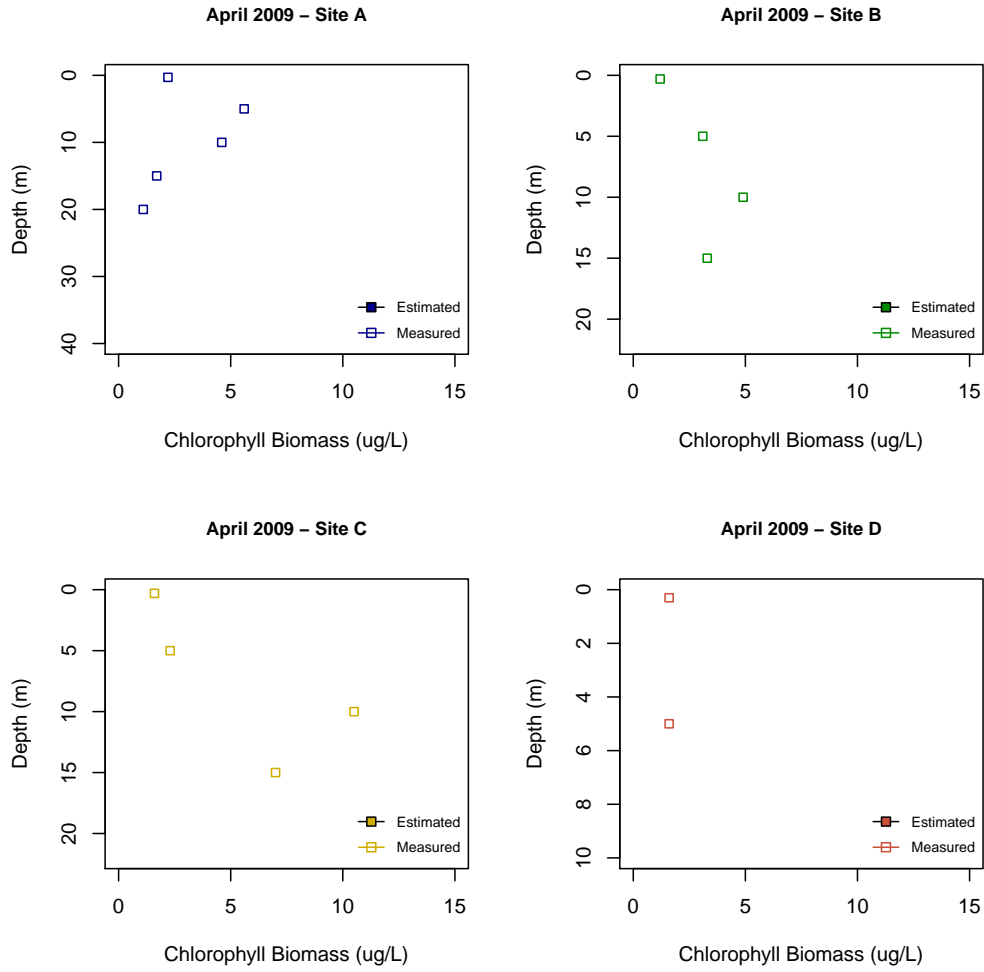 April 2009 – Site A
Depth (m)
0
10
20
30
40
Estimated
Measured
0 5 10 15
Chlorophyll Biomass (ug/L)
April 2009 – Site B
Depth (m)
0
5
10
15
20
Estimated
Measured
0 5 10 15
Chlorophyll Biomass (ug/L)
April 2009 – Site C
Depth (m)
0
5
10
15
20
Estimated
Measured
0 5 10 15
Chlorophyll Biomass (ug/L)
April 2009 – Site D
Depth (m)
0
2
4
6
8
10
Estimated
Measured
0 5 10 15
Chlorophyll Biomass (ug/L)